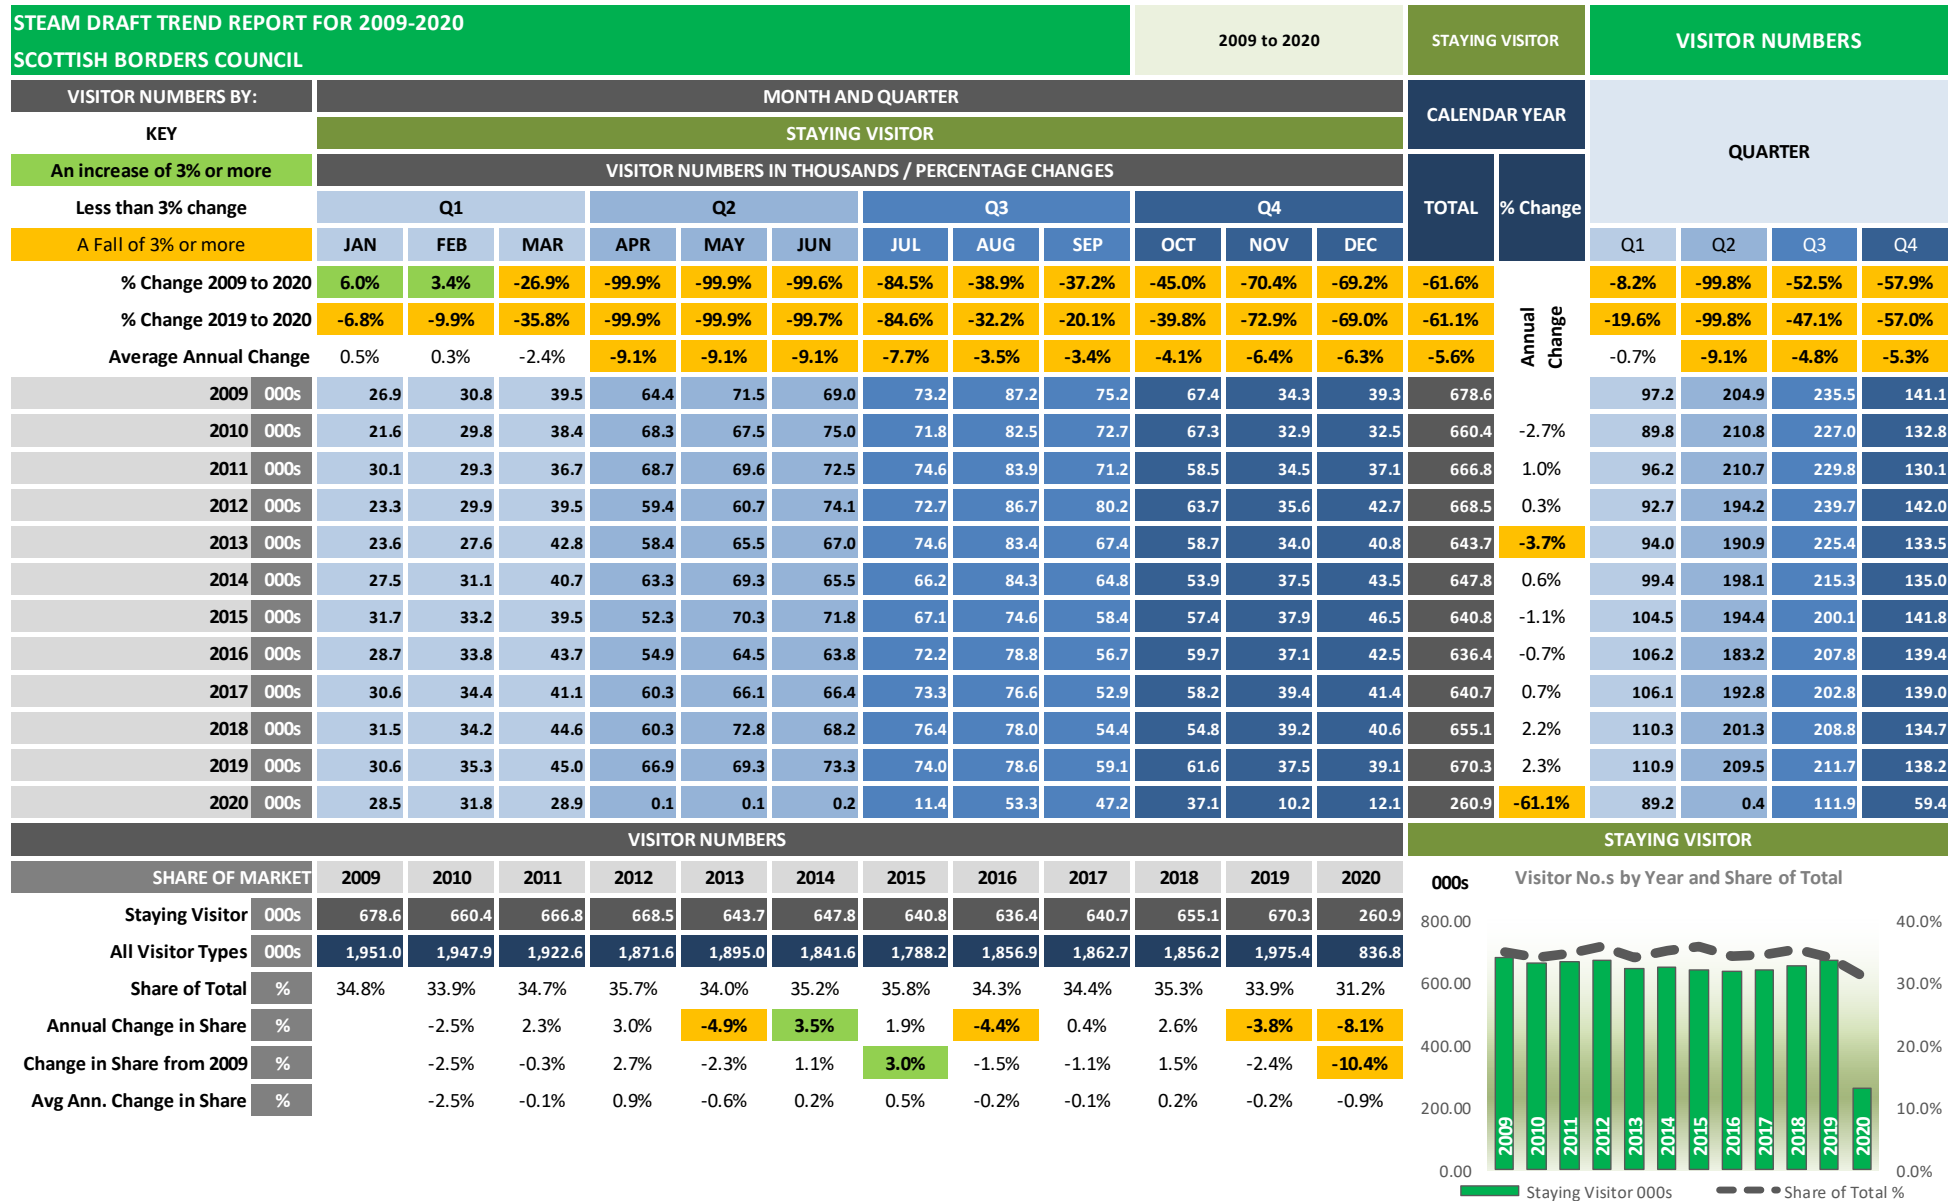 STEAM DRAFT TREND REPORT FOR 2009-2020
SCOTTISH BORDERS COUNCIL
2009 to 2020
STAYING VISITOR
VISITOR NUMBERS
VISITOR NUMBERS BY:
MONTH AND QUARTER
CALENDAR YEAR
QUARTER
KEY
STAYING VISITOR
An increase of 3% or more
VISITOR NUMBERS IN THOUSANDS / PERCENTAGE CHANGES
Less than 3% change
Q1 Q2 Q3 Q4 TOTAL % Change
A Fall of 3% or more
JAN FEB MAR APR MAY JUN JUL AUG SEP OCT NOV DEC Q1 Q2 Q3 Q4
% Change 2009 to 2020 6.0% 3.4% -26.9% -99.9% -99.9% -99.6% -84.5% -38.9% -37.2% -45.0% -70.4% -69.2% -61.6% -8.2% -99.8% -52.5% -57.9%
% Change 2019 to 2020 -6.8% -9.9% -35.8% -99.9% -99.9% -99.7% -84.6% -32.2% -20.1% -39.8% -72.9% -69.0% -61.1% -19.6% -99.8% -47.1% -57.0%
Average Annual Change 0.5% 0.3% -2.4% -9.1% -9.1% -9.1% -7.7% -3.5% -3.4% -4.1% -6.4% -6.3% -5.6% -0.7% -9.1% -4.8% -5.3%
Annual
Change
2009 000s 26.9 30.8 39.5 64.4 71.5 69.0 73.2 87.2 75.2 67.4 34.3 39.3 678.6 97.2 204.9 235.5 141.1
2010 000s 21.6 29.8 38.4 68.3 67.5 75.0 71.8 82.5 72.7 67.3 32.9 32.5 660.4 -2.7% 89.8 210.8 227.0 132.8
2011 000s 30.1 29.3 36.7 68.7 69.6 72.5 74.6 83.9 71.2 58.5 34.5 37.1 666.8 1.0% 96.2 210.7 229.8 130.1
2012 000s 23.3 29.9 39.5 59.4 60.7 74.1 72.7 86.7 80.2 63.7 35.6 42.7 668.5 0.3% 92.7 194.2 239.7 142.0
2013 000s 23.6 27.6 42.8 58.4 65.5 67.0 74.6 83.4 67.4 58.7 34.0 40.8 643.7 -3.7% 94.0 190.9 225.4 133.5
2014 000s 27.5 31.1 40.7 63.3 69.3 65.5 66.2 84.3 64.8 53.9 37.5 43.5 647.8 0.6% 99.4 198.1 215.3 135.0
2015 000s 31.7 33.2 39.5 52.3 70.3 71.8 67.1 74.6 58.4 57.4 37.9 46.5 640.8 -1.1% 104.5 194.4 200.1 141.8
2016 000s 28.7 33.8 43.7 54.9 64.5 63.8 72.2 78.8 56.7 59.7 37.1 42.5 636.4 -0.7% 106.2 183.2 207.8 139.4
2017 000s 30.6 34.4 41.1 60.3 66.1 66.4 73.3 76.6 52.9 58.2 39.4 41.4 640.7 0.7% 106.1 192.8 202.8 139.0
2018 000s 31.5 34.2 44.6 60.3 72.8 68.2 76.4 78.0 54.4 54.8 39.2 40.6 655.1 2.2% 110.3 201.3 208.8 134.7
2019 000s 30.6 35.3 45.0 66.9 69.3 73.3 74.0 78.6 59.1 61.6 37.5 39.1 670.3 2.3% 110.9 209.5 211.7 138.2
2020 000s 28.5 31.8 28.9 0.1 0.1 0.2 11.4 53.3 47.2 37.1 10.2 12.1 260.9 -61.1% 89.2 0.4 111.9 59.4
VISITOR NUMBERS
SHARE OF MARKET 2009 2010 2011 2012 2013 2014 2015 2016 2017 2018 2019 2020
Staying Visitor 000s 678.6 660.4 666.8 668.5 643.7 647.8 640.8 636.4 640.7 655.1 670.3 260.9
All Visitor Types 000s 1,951.0 1,947.9 1,922.6 1,871.6 1,895.0 1,841.6 1,788.2 1,856.9 1,862.7 1,856.2 1,975.4 836.8
Share of Total % 34.8% 33.9% 34.7% 35.7% 34.0% 35.2% 35.8% 34.3% 34.4% 35.3% 33.9% 31.2%
Annual Change in Share % -2.5% 2.3% 3.0% -4.9% 3.5% 1.9% -4.4% 0.4% 2.6% -3.8% -8.1%
Change in Share from 2009 % -2.5% -0.3% 2.7% -2.3% 1.1% 3.0% -1.5% -1.1% 1.5% -2.4% -10.4%
Avg Ann. Change in Share % -2.5% -0.1% 0.9% -0.6% 0.2% 0.5% -0.2% -0.1% 0.2% -0.2% -0.9%
STAYING VISITOR
000s Visitor No.s by Year and Share of Total
800.00 40.0%
600.00 30.0%
400.00 20.0%
200.00 10.0%
0.00 0.0%
2009 2010 2011 2012 2013 2014 2015 2016 2017 2018 2019 2020
Staying Visitor 000s Share of Total %